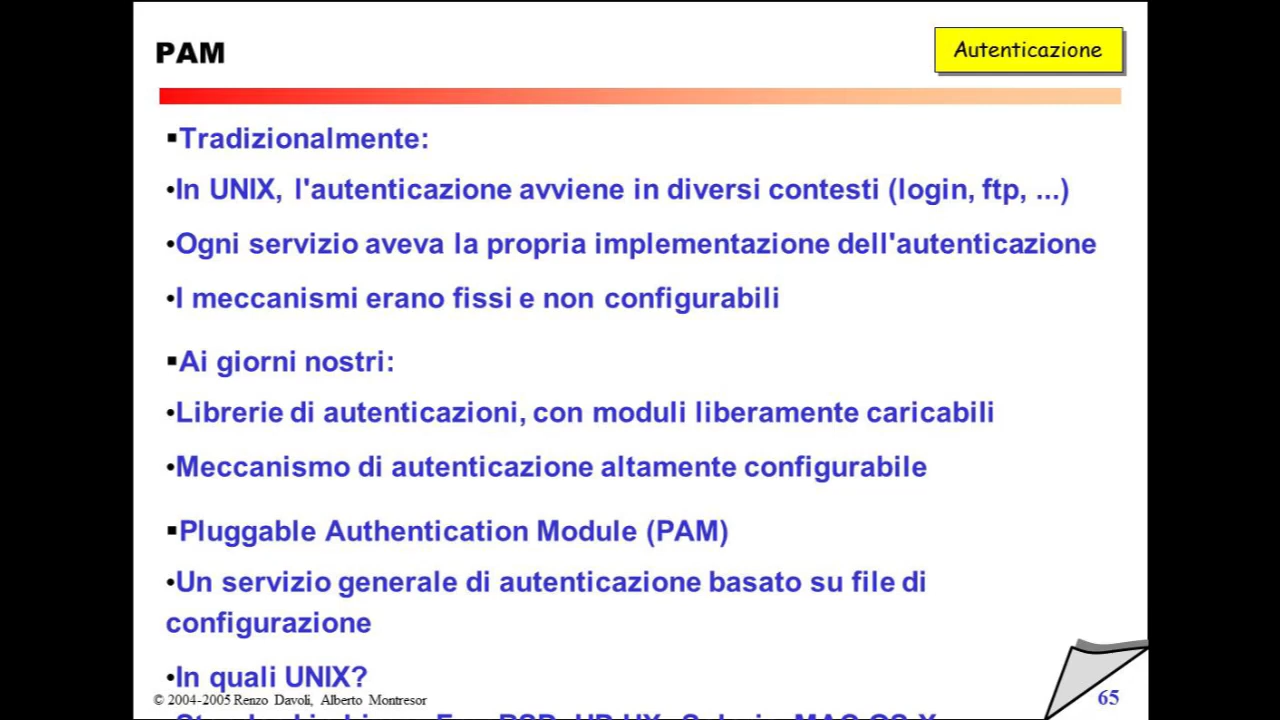 PAM
Autenticazione
▪Tradizionalmente:
•In UNIX, l'autenticazione avviene in diversi contesti (login, ftp, ...)
•Ogni servizio aveva la propria implementazione dell'autenticazione
•I meccanismi erano fissi e non configurabili
▪Ai giorni nostri:
•Librerie di autenticazioni, con moduli liberamente caricabili
•Meccanismo di autenticazione altamente configurabile
▪Pluggable Authentication Module (PAM)
•Un servizio generale di autenticazione basato su file di
configurazione
•In quali UNIX?
© 2004-2005 Renzo Davoli, Alberto Montresor
65